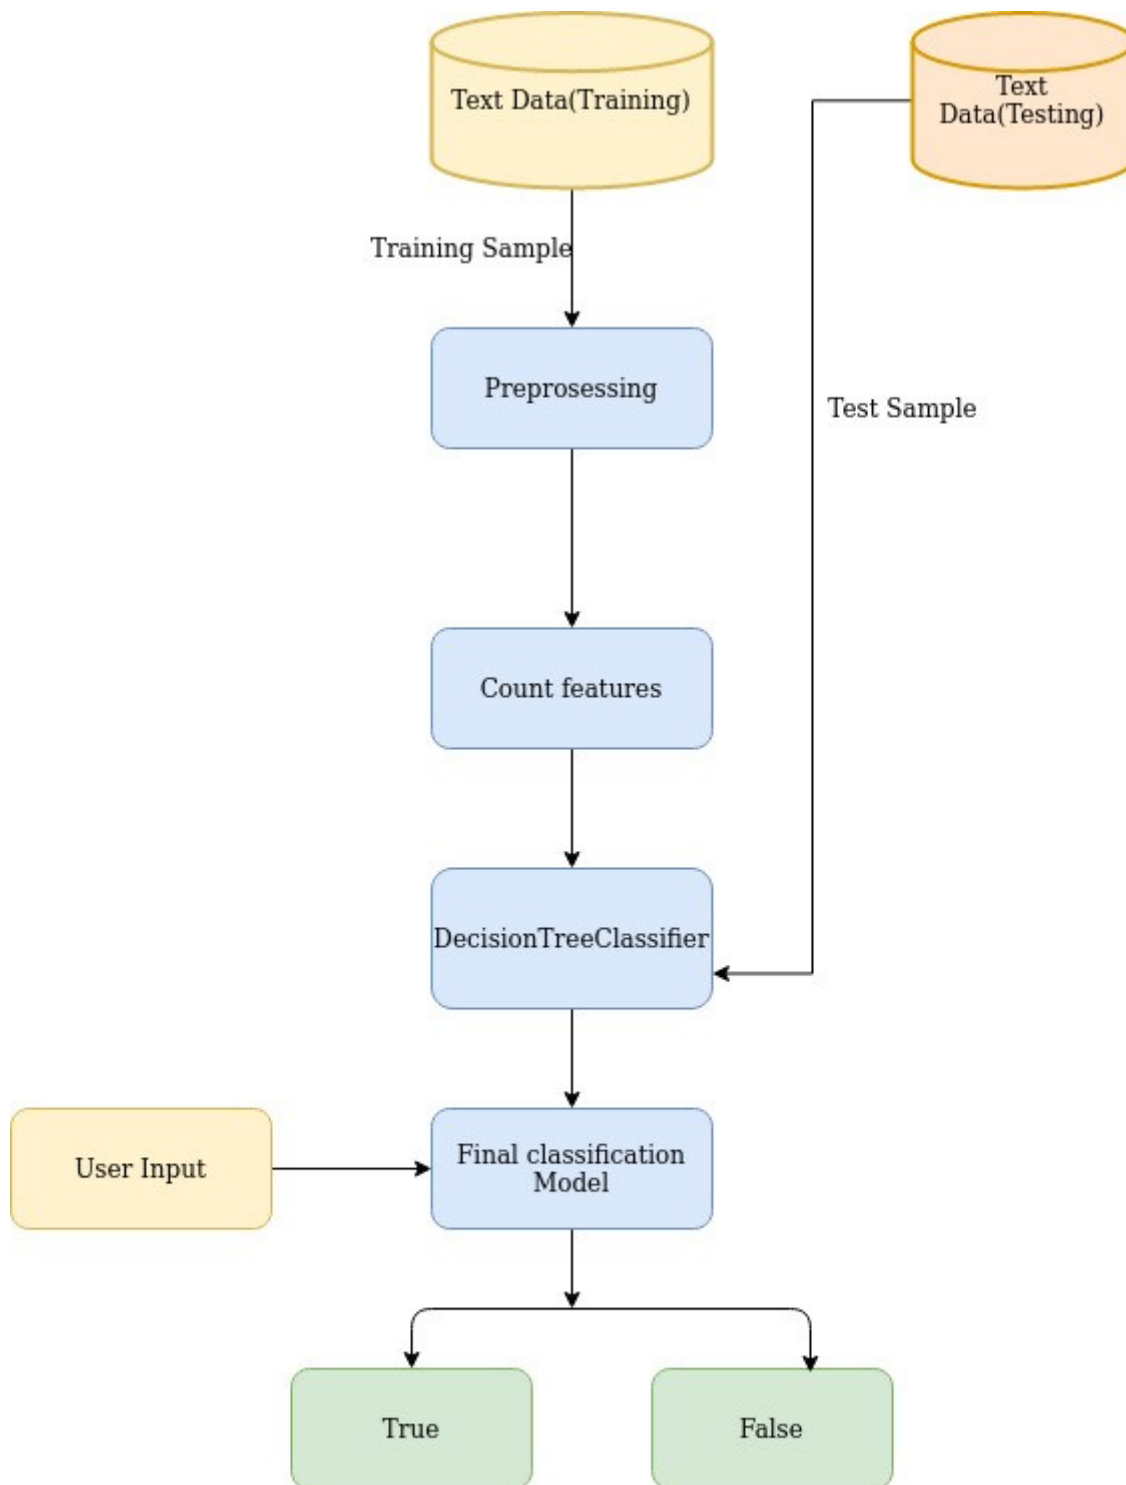 Text Data(Training)
Text
Data(Testing)
Training Sample
Preprosessing
Test Sample
Count features
DecisionTreeClassifier
User Input
Final classification
Model
True
False